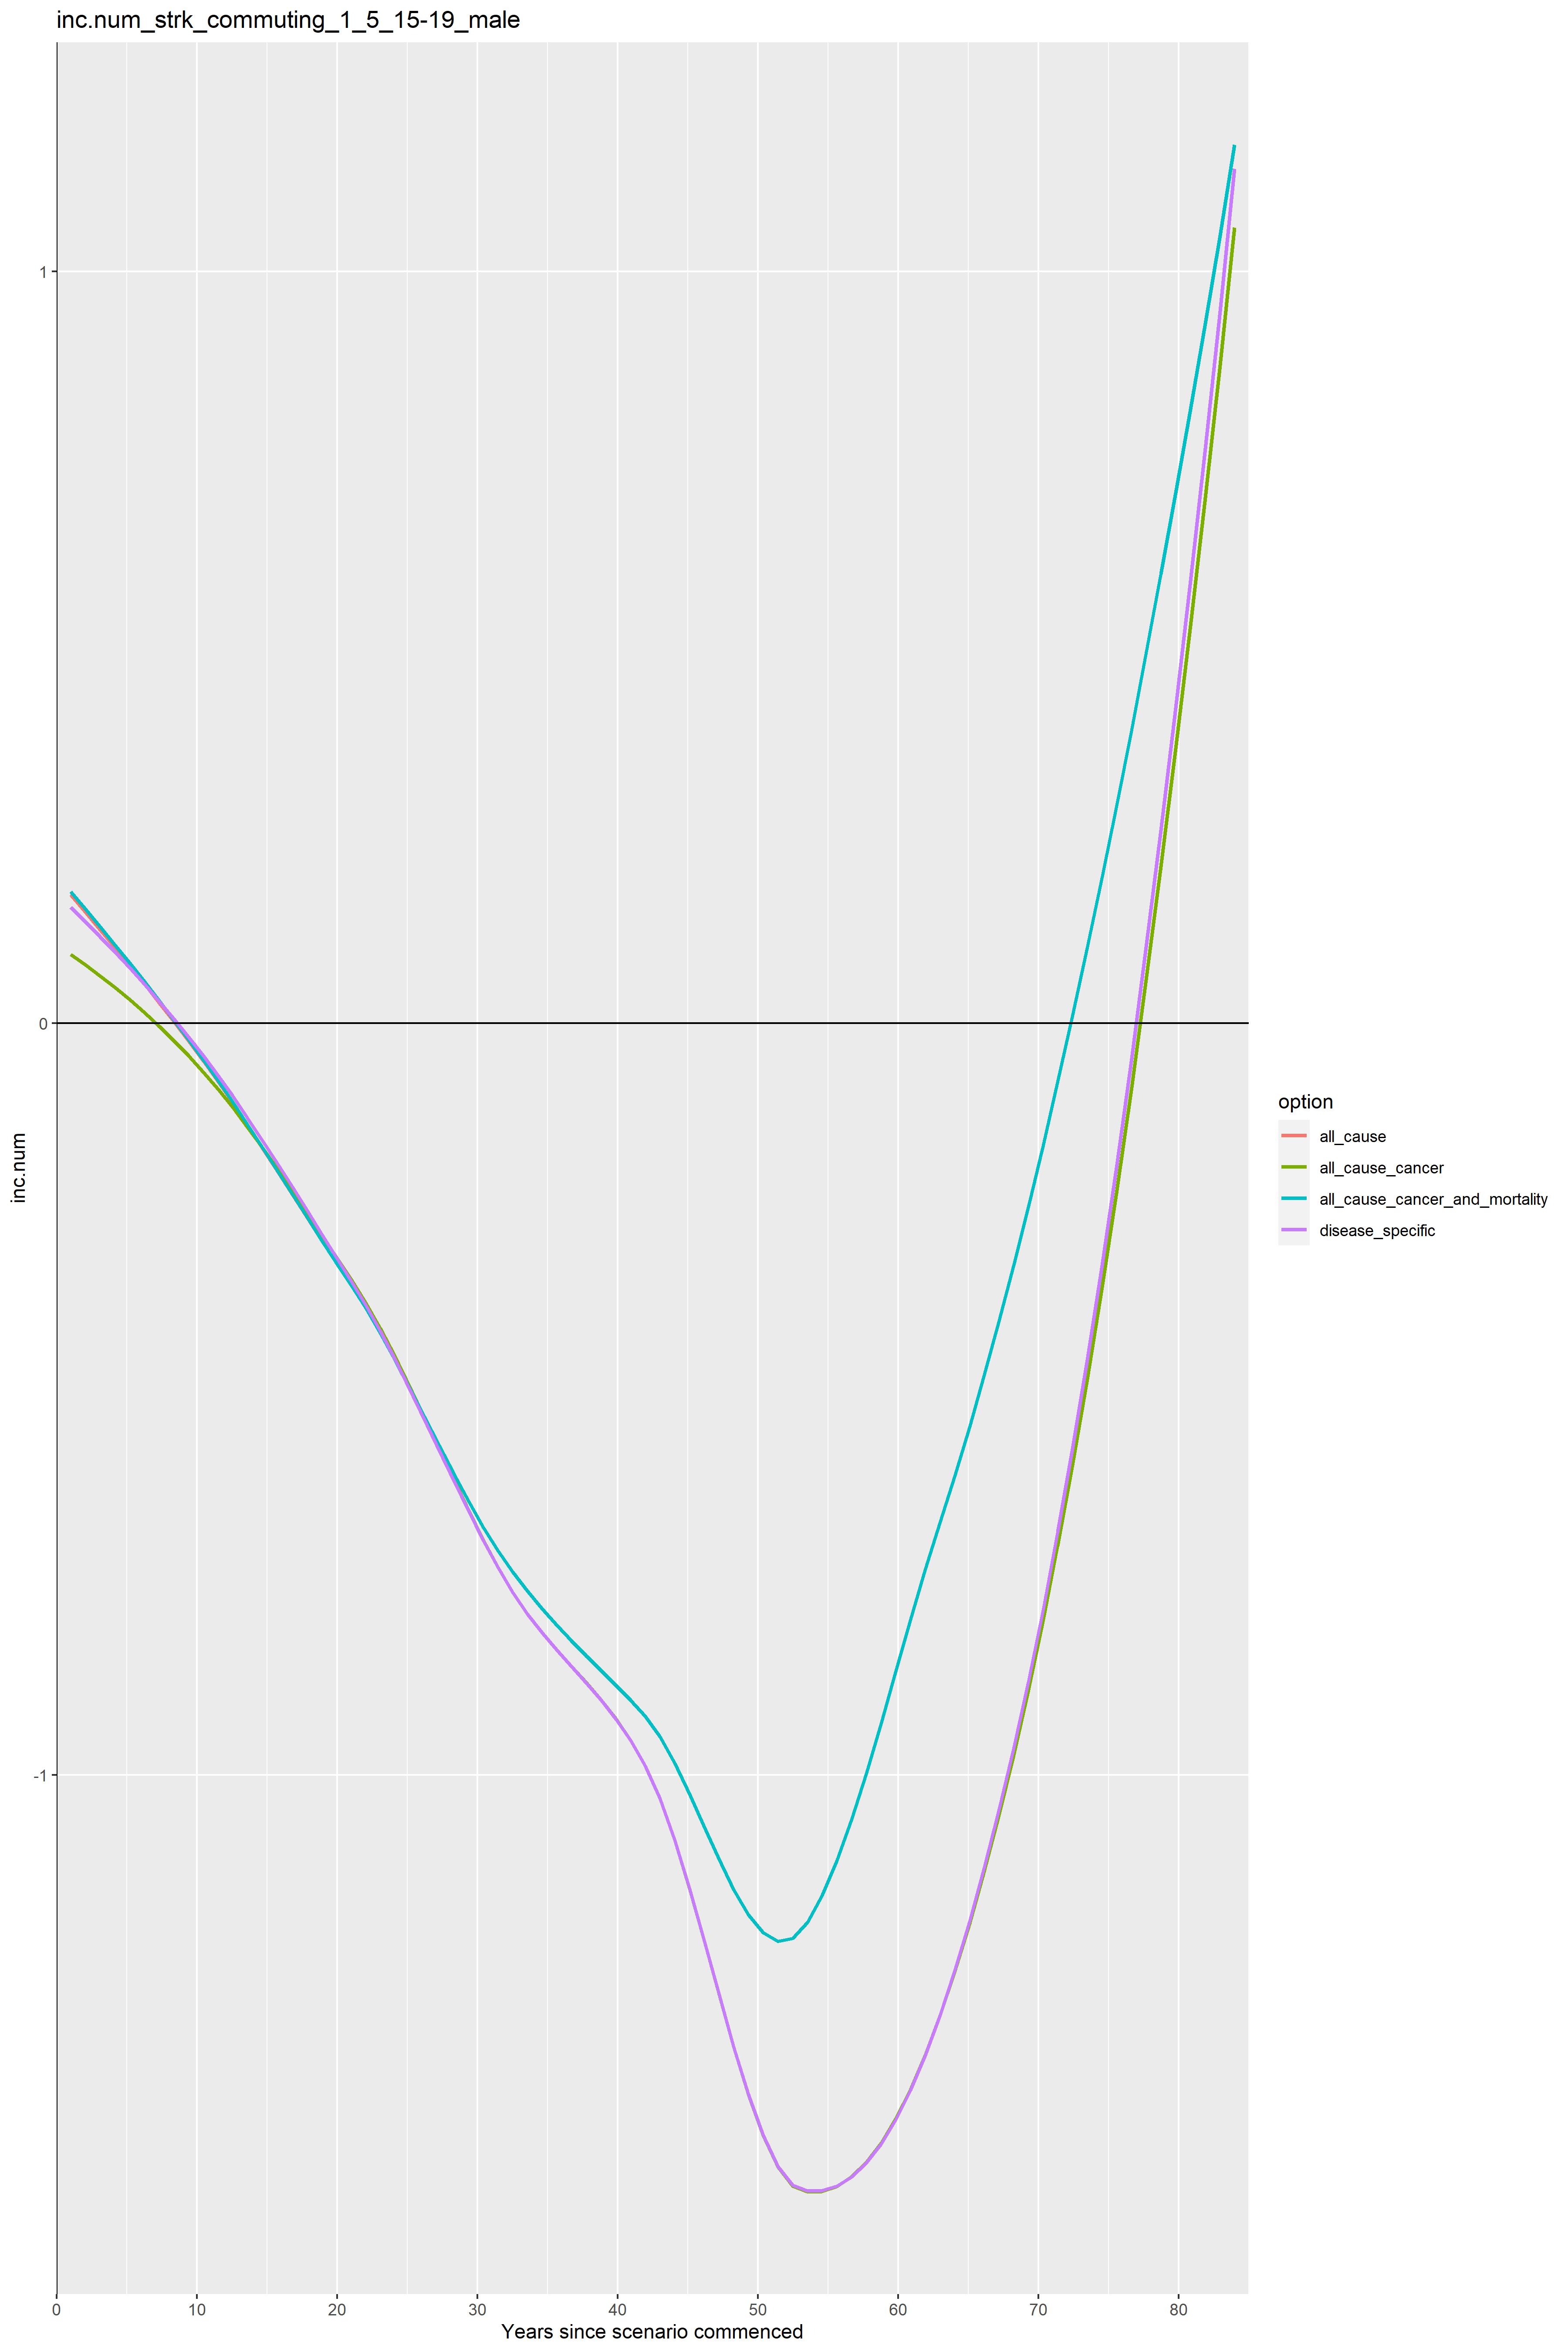 inc.num_strk_commuting_1_5_15-19_male
1
0
-1
inc.num
0 10 20 30 40 50 60 70 80
Years since scenario commenced
option
all_cause
all_cause_cancer
all_cause_cancer_and_mortality
disease_specific